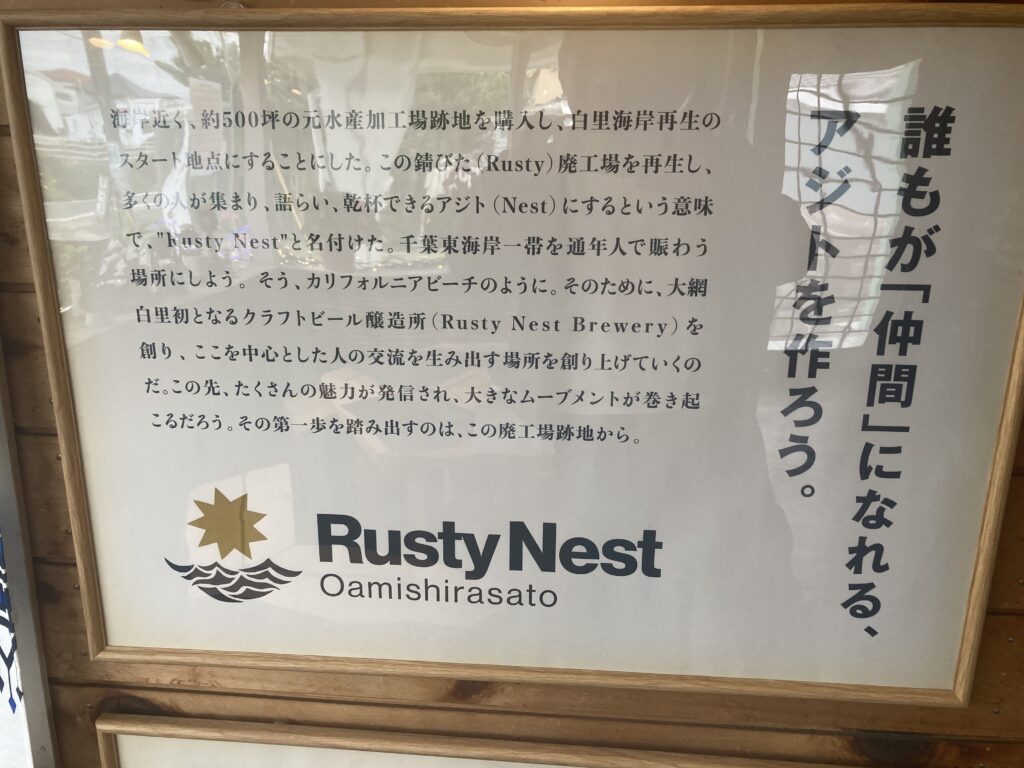 誰もが「仲間」になれる、
アジトを作ろう。
海岸近く、約500坪の元水産加工場跡地を購入し、白里海岸再生の
スタート地点にすることにした。この錆びた（Rusty）廃工場を再生し、
多くの人が集まり、語らい、乾杯できるアジト（Nest）にするという意味
で、"Rusty Nest"と名付けた。千葉東海岸一帯を通年人で賑わう
場所にしよう。そう、カリフォルニアビーチのように。そのために、大網
白里初となるクラフトビール醸造所（Rusty Nest Brewery）を
創り、ここを中心とした人の交流を生み出す場所を創り上げていくの
だ。この先、たくさんの魅力が発信され、大きなムーブメントが巻き起
こるだろう。その第一歩を踏み出すのは、この廃工場跡地から。
Rusty Nest
Oamishirasato